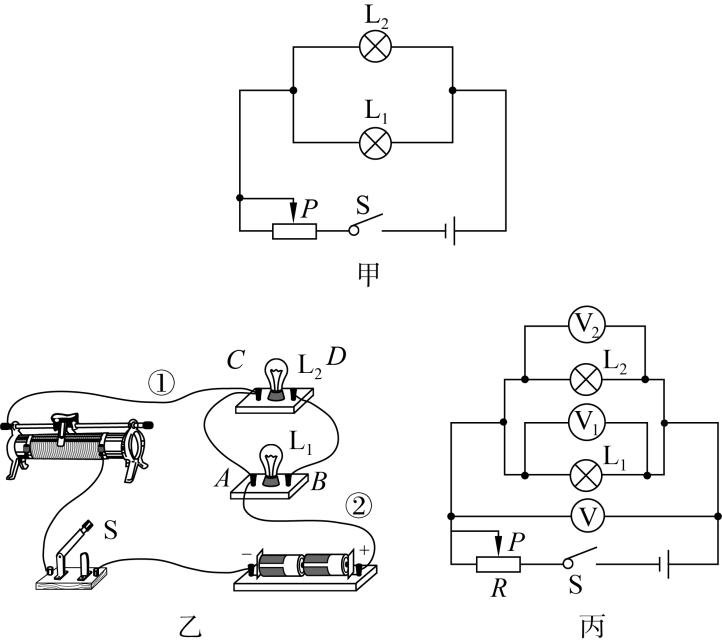 L₂
L₁
P
S
甲
C
D
L₂
①
L₁
A
B
②
S
−
+
乙
V₂
L₂
V₁
L₁
V
P
R
S
丙